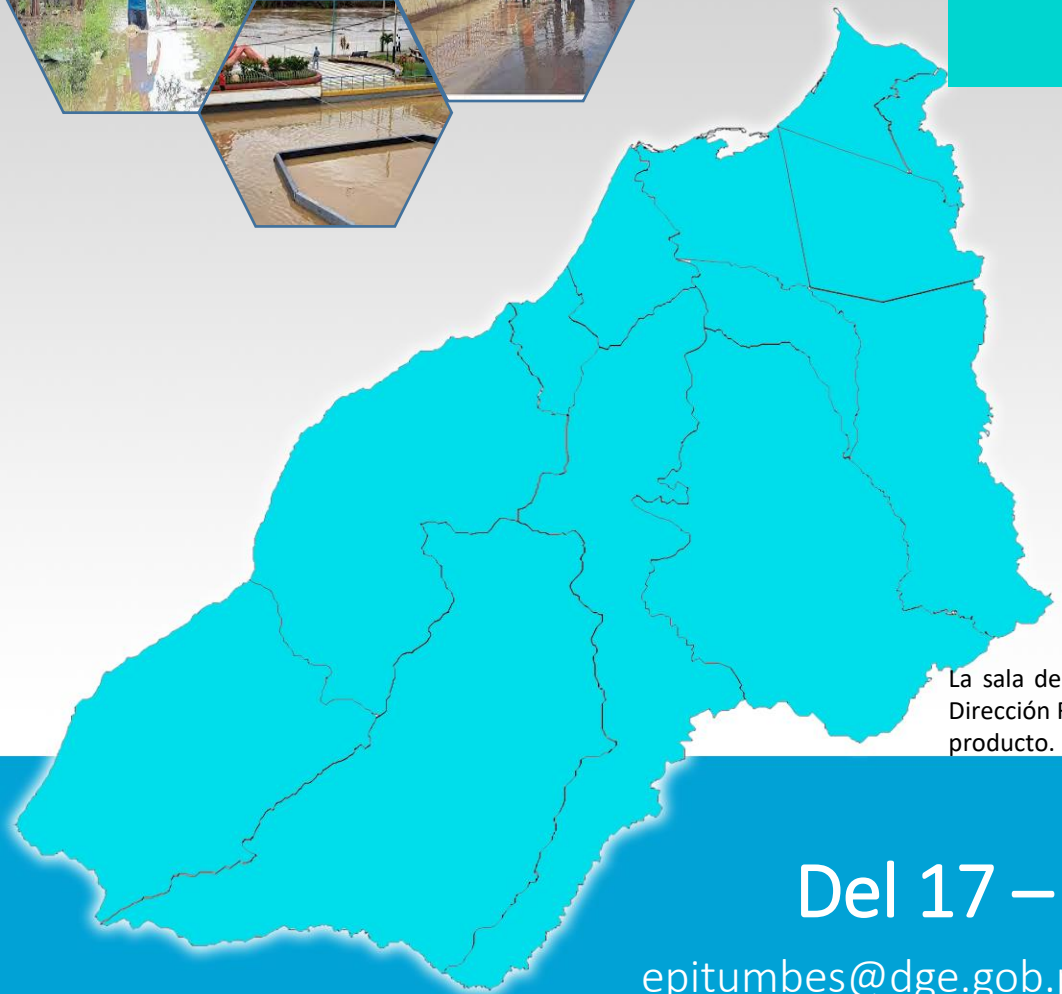 La sala de
Dirección
producto.
Del 17 –
epitumbes@dge.gob.